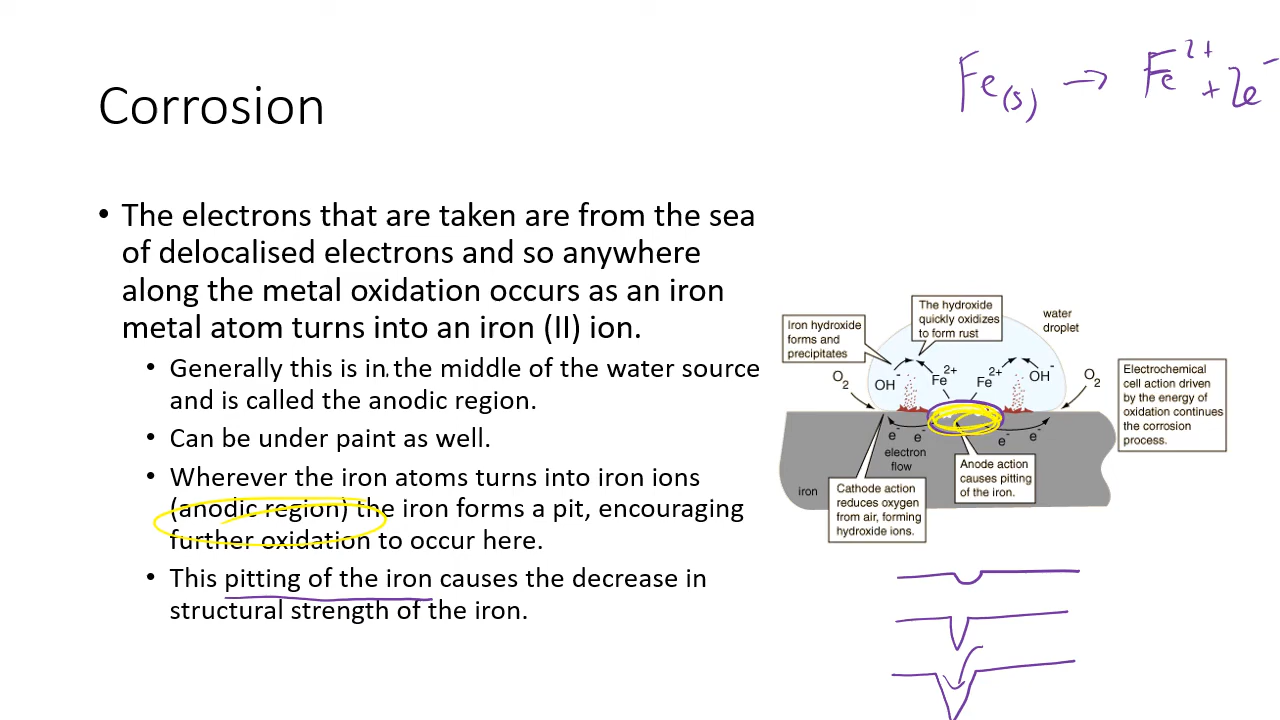 Fe(s) → Fe²⁺ + 2e⁻
Corrosion
• The electrons that are taken are from the sea
of delocalised electrons and so anywhere
along the metal oxidation occurs as an iron
metal atom turns into an iron (II) ion.
• Generally this is in the middle of the water source
and is called the anodic region.
• Can be under paint as well.
• Wherever the iron atoms turns into iron ions
(anodic region) the iron forms a pit, encouraging
further oxidation to occur here.
• This pitting of the iron causes the decrease in
structural strength of the iron.
Iron hydroxide
forms and
precipitates
The hydroxide
quickly oxidizes
to form rust
water
droplet
O₂
OH⁻
Fe²⁺
Fe²⁺
OH⁻
O₂
Electrochemical
cell action driven
by the energy of
oxidation continues
the corrosion
process.
e⁻
e⁻
e⁻
e⁻
electron
flow
iron
Cathode action
reduces oxygen
from air, forming
hydroxide ions.
Anode action
causes pitting
of the iron.